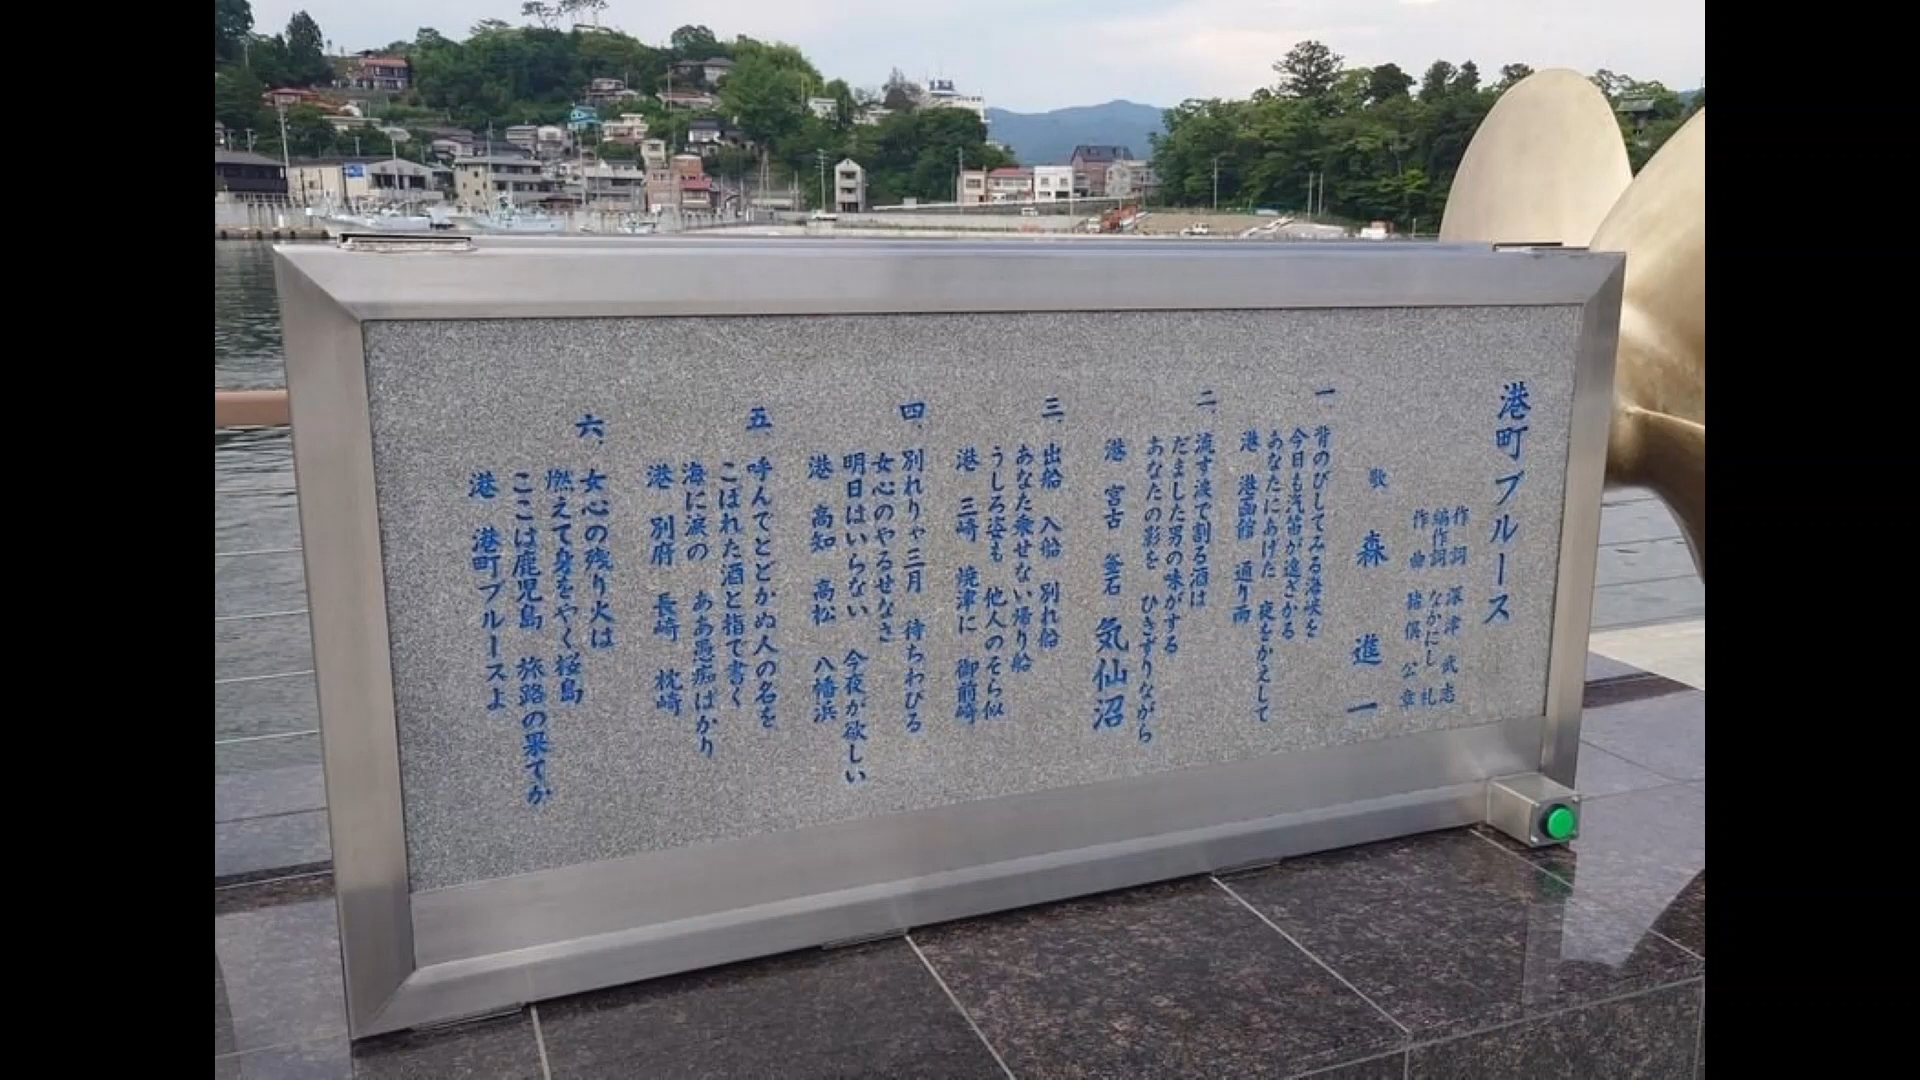 港町ブルース
作詞 深津 武志
編作詞 なかにし 礼
作曲 猪俣 公章
歌 森 進一
一、背のびしてみる海峡を
今日も汽笛が遠ざかる
あなたにあげた 夜をかえして
港 港函館 通り雨
二、流す涙で割る酒は
だました男の味がする
あなたの影を ひきずりながら
港 宮古 釜石 気仙沼
三、出船 入船 別れ船
あなた乗せない帰り船
うしろ姿も 他人のそら似
港 三崎 焼津に 御前崎
四、別れりゃ三月 待ちわびる
女心のやるせなさ
明日はいらない 今夜が欲しい
港 高知 高松 八幡浜
五、呼んでとどかぬ人の名を
こぼれた酒と指で書く
海に涙の ああ愚痴ばかり
港 別府 長崎 枕崎
六、女心の残り火は
燃えて身をやく桜島
ここは鹿児島 旅路の果てか
港 港町ブルースよ